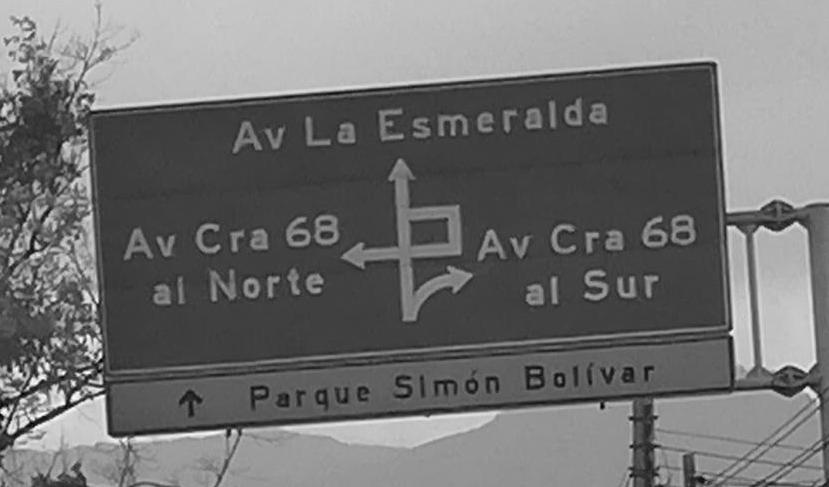 Av La Esmeralda
Av Cra 68
al Norte
Av Cra 68
al Sur
Parque Simón Bolívar